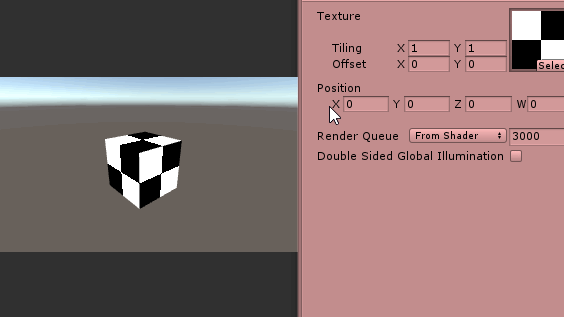 Texture
Tiling X 1 Y 1
Offset X 0 Y 0
Selec
Position
X 0 Y 0 Z 0 W 0
Render Queue From Shader 3000
Double Sided Global Illumination